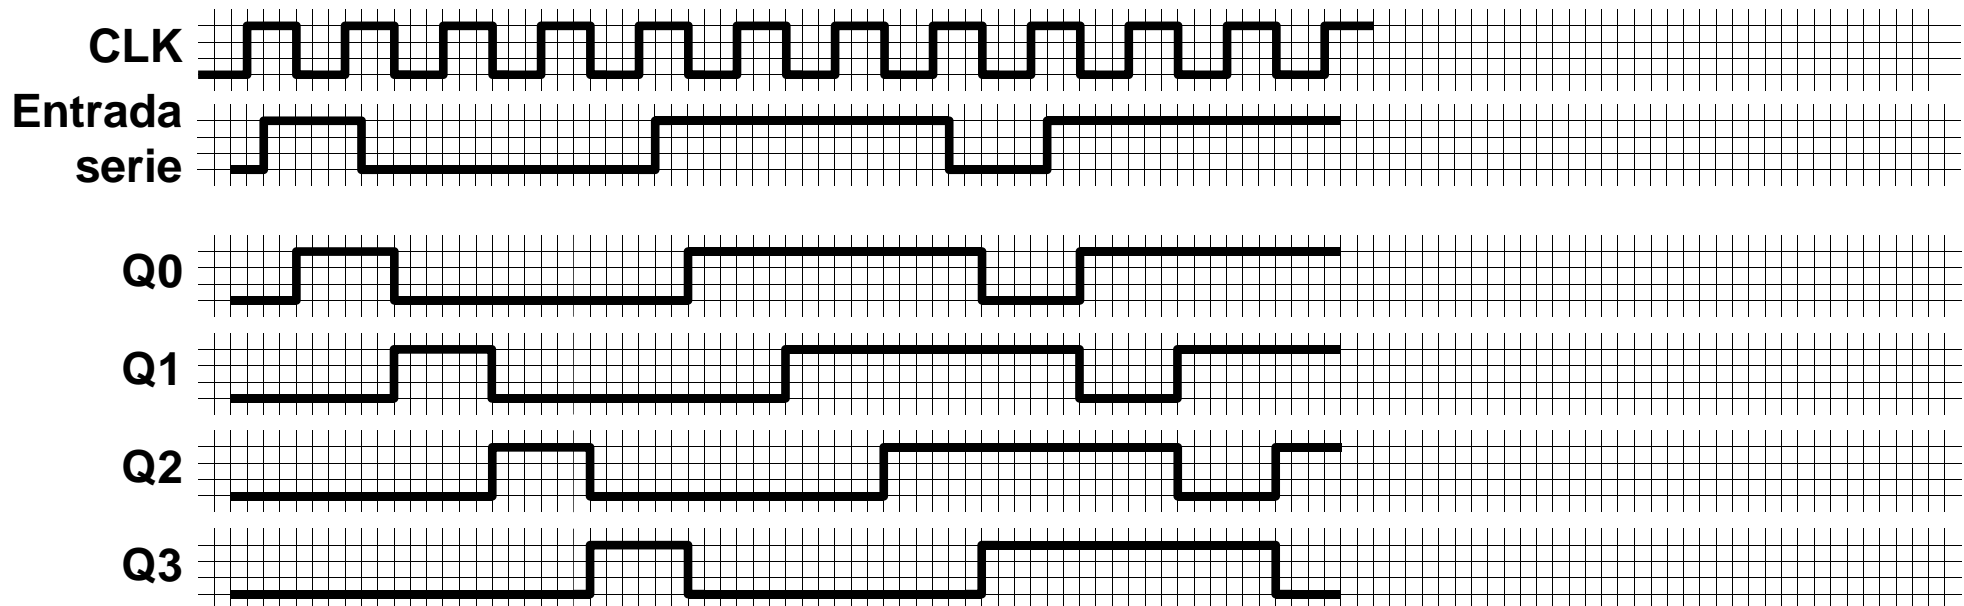 CLK
Entrada
serie
Q0
Q1
Q2
Q3